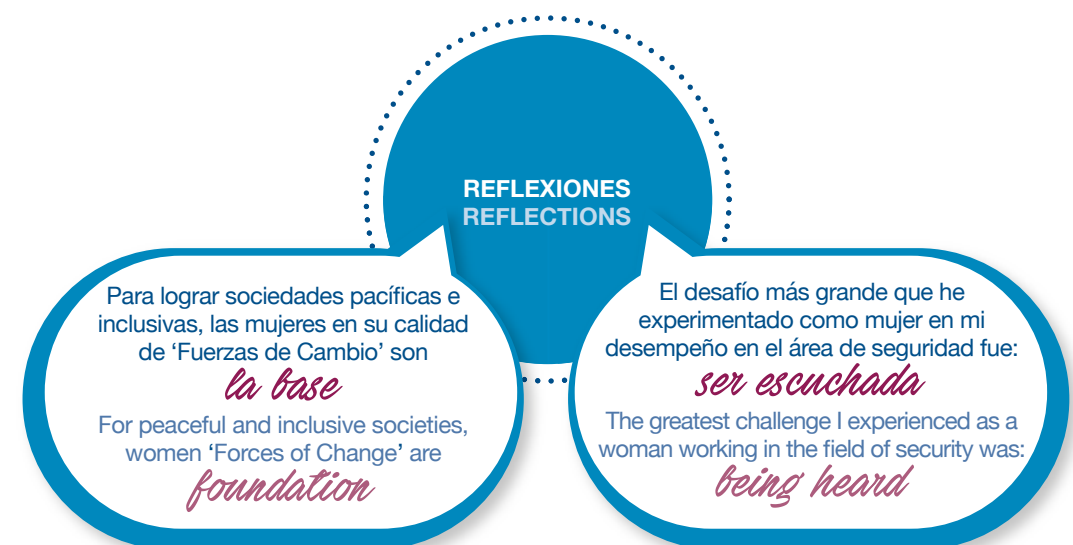 REFLEXIONES
REFLECTIONS
Para lograr sociedades pacíficas e
inclusivas, las mujeres en su calidad
de ‘Fuerzas de Cambio’ son
la base
For peaceful and inclusive societies,
women ‘Forces of Change’ are
foundation
El desafío más grande que he
experimentado como mujer en mi
desempeño en el área de seguridad fue:
ser escuchada
The greatest challenge I experienced as a
woman working in the field of security was:
being heard